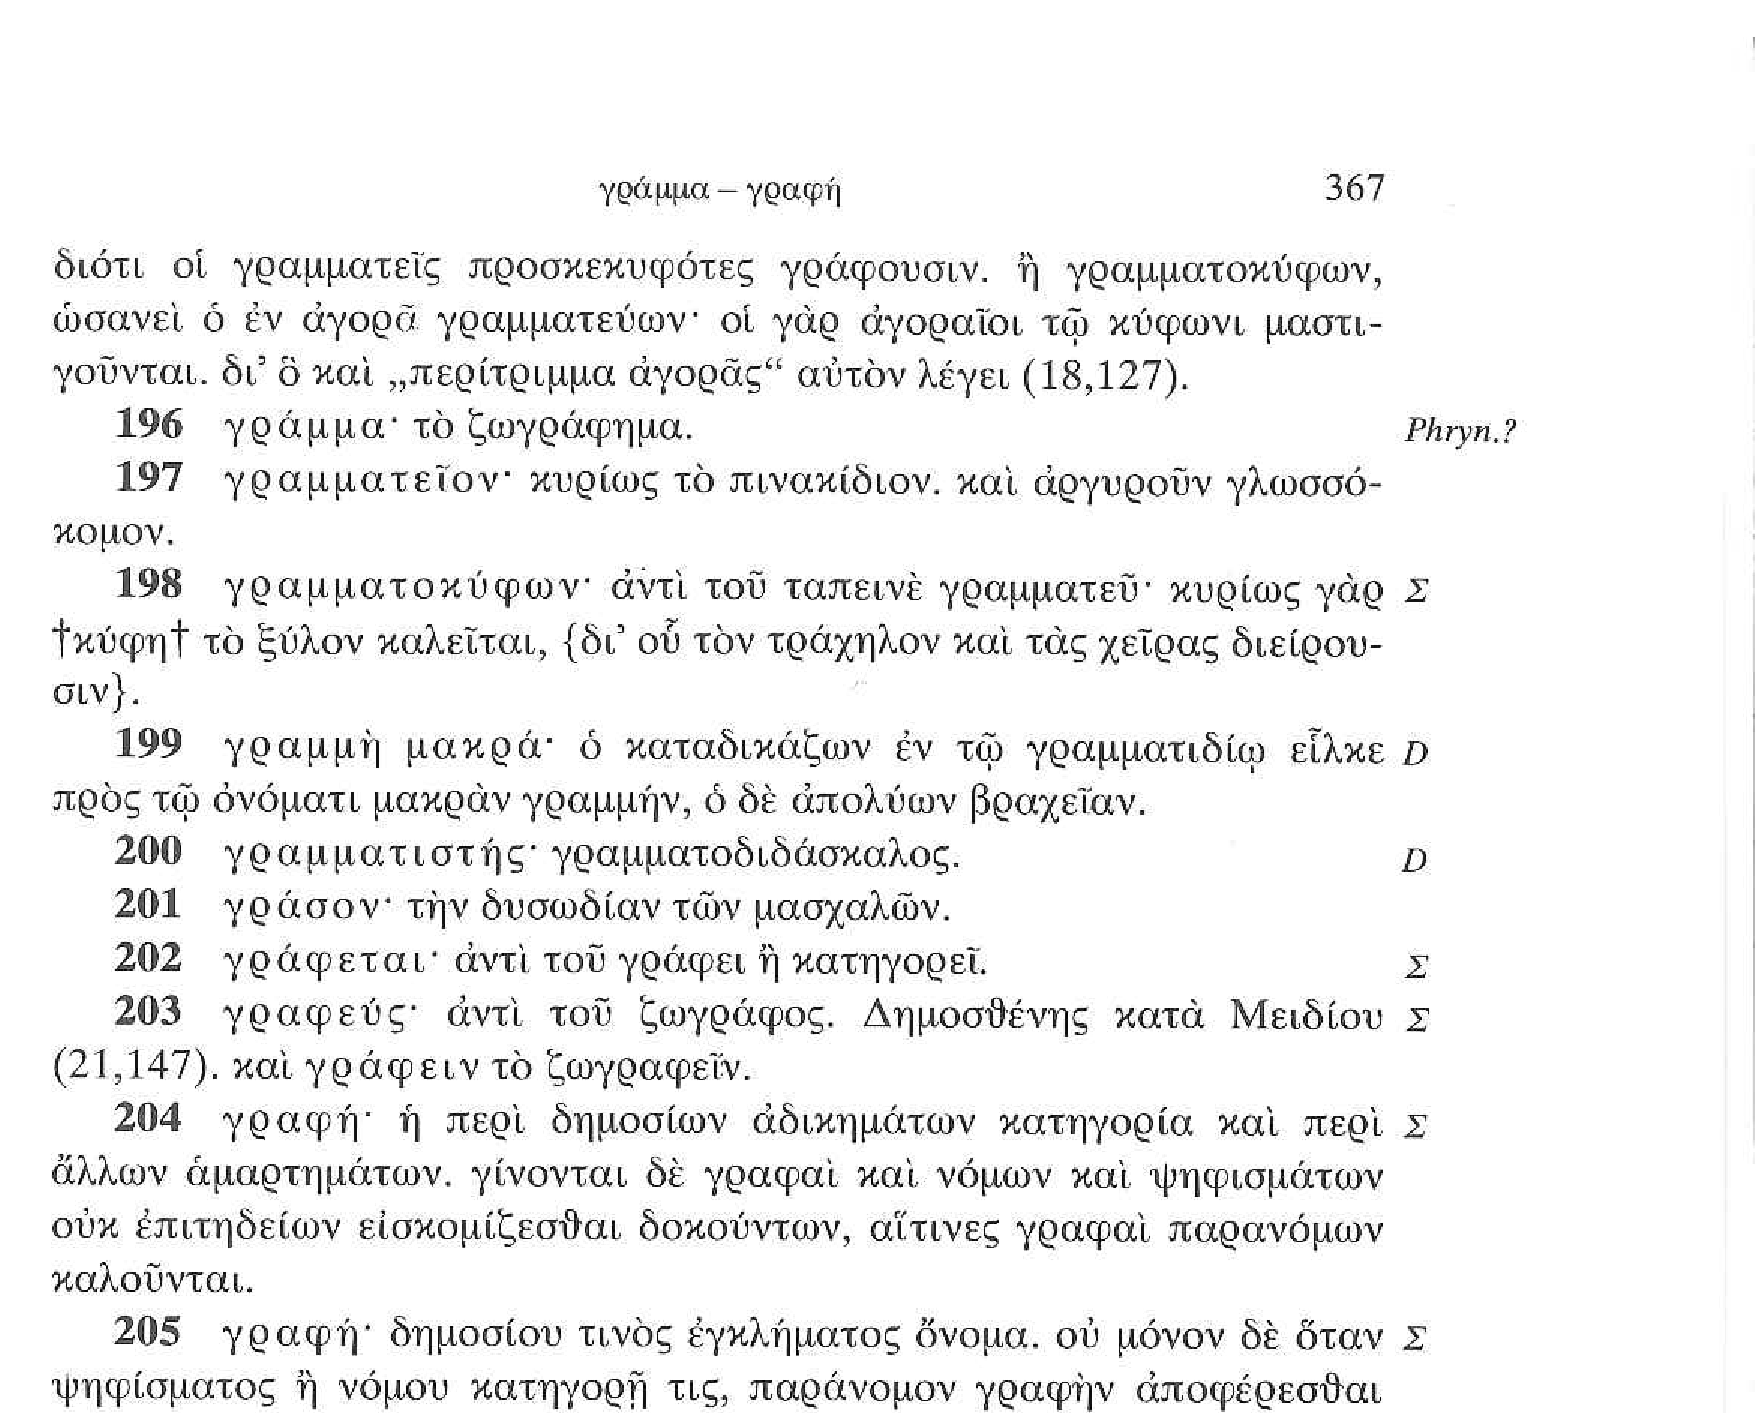 γράμμα – γραφή 367
διότι οἱ γραμματεῖς προσκεκυφότες γράφουσιν. ἢ γραμματοκύφων,
ὡσανεὶ ὁ ἐν ἀγορᾷ γραμματεύων· οἱ γὰρ ἀγοραῖοι τῷ κύφωνι μαστι-
γοῦνται. δι’ ὃ καὶ „περίτριμμα ἀγορᾶς“ αὐτὸν λέγει (18,127).
196 γράμμα· τὸ ζωγράφημα. Phryn.?
197 γραμματεῖον· κυρίως τὸ πινακίδιον. καὶ ἀργυροῦν γλωσσό-
κομον.
198 γραμματοκύφων· ἀντὶ τοῦ ταπεινὲ γραμματεῦ· κυρίως γὰρ Σ
†κύφη† τὸ ξύλον καλεῖται, {δι’ οὗ τὸν τράχηλον καὶ τὰς χεῖρας διείρου-
σιν}.
199 γραμμὴ μακρά· ὁ καταδικάζων ἐν τῷ γραμματιδίῳ εἷλκε D
πρὸς τῷ ὀνόματι μακρὰν γραμμήν, ὁ δὲ ἀπολύων βραχεῖαν.
200 γραμματιστής· γραμματοδιδάσκαλος. D
201 γράσον· τὴν δυσωδίαν τῶν μασχαλῶν.
202 γράφεται· ἀντὶ τοῦ γράφει ἢ κατηγορεῖ. Σ
203 γραφεύς· ἀντὶ τοῦ ζωγράφος. Δημοσθένης κατὰ Μειδίου Σ
(21,147). καὶ γράφειν τὸ ζωγραφεῖν.
204 γραφή· ἡ περὶ δημοσίων ἀδικημάτων κατηγορία καὶ περὶ Σ
ἄλλων ἁμαρτημάτων. γίνονται δὲ γραφαὶ καὶ νόμων καὶ ψηφισμάτων
οὐκ ἐπιτηδείων εἰσκομίζεσθαι δοκούντων, αἵτινες γραφαὶ παρανόμων
καλοῦνται.
205 γραφή· δημοσίου τινὸς ἐγκλήματος ὄνομα. οὐ μόνον δὲ ὅταν Σ
ψηφίσματος ἢ νόμου κατηγορῇ τις, παράνομον γραφὴν ἀποφέρεσθαι